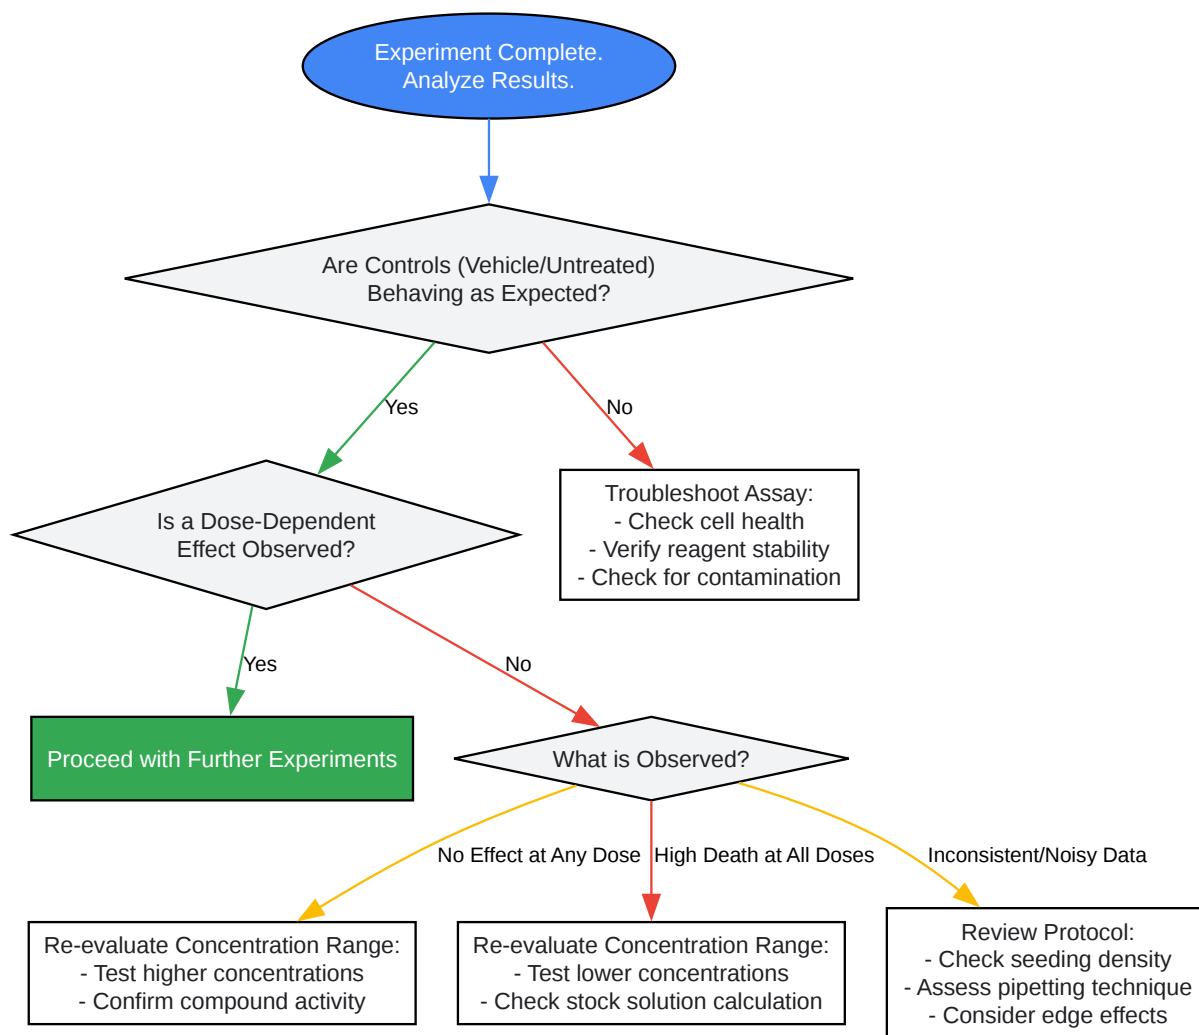 Experiment Complete.
Analyze Results.
Are Controls (Vehicle/Untreated)
Behaving as Expected?
Yes
No
Is a Dose-Dependent
Effect Observed?
Troubleshoot Assay:
- Check cell health
- Verify reagent stability
- Check for contamination
Yes
No
Proceed with Further Experiments
What is Observed?
No Effect at Any Dose
High Death at All Doses
Inconsistent/Noisy Data
Re-evaluate Concentration Range:
- Test higher concentrations
- Confirm compound activity
Re-evaluate Concentration Range:
- Test lower concentrations
- Check stock solution calculation
Review Protocol:
- Check seeding density
- Assess pipetting technique
- Consider edge effects